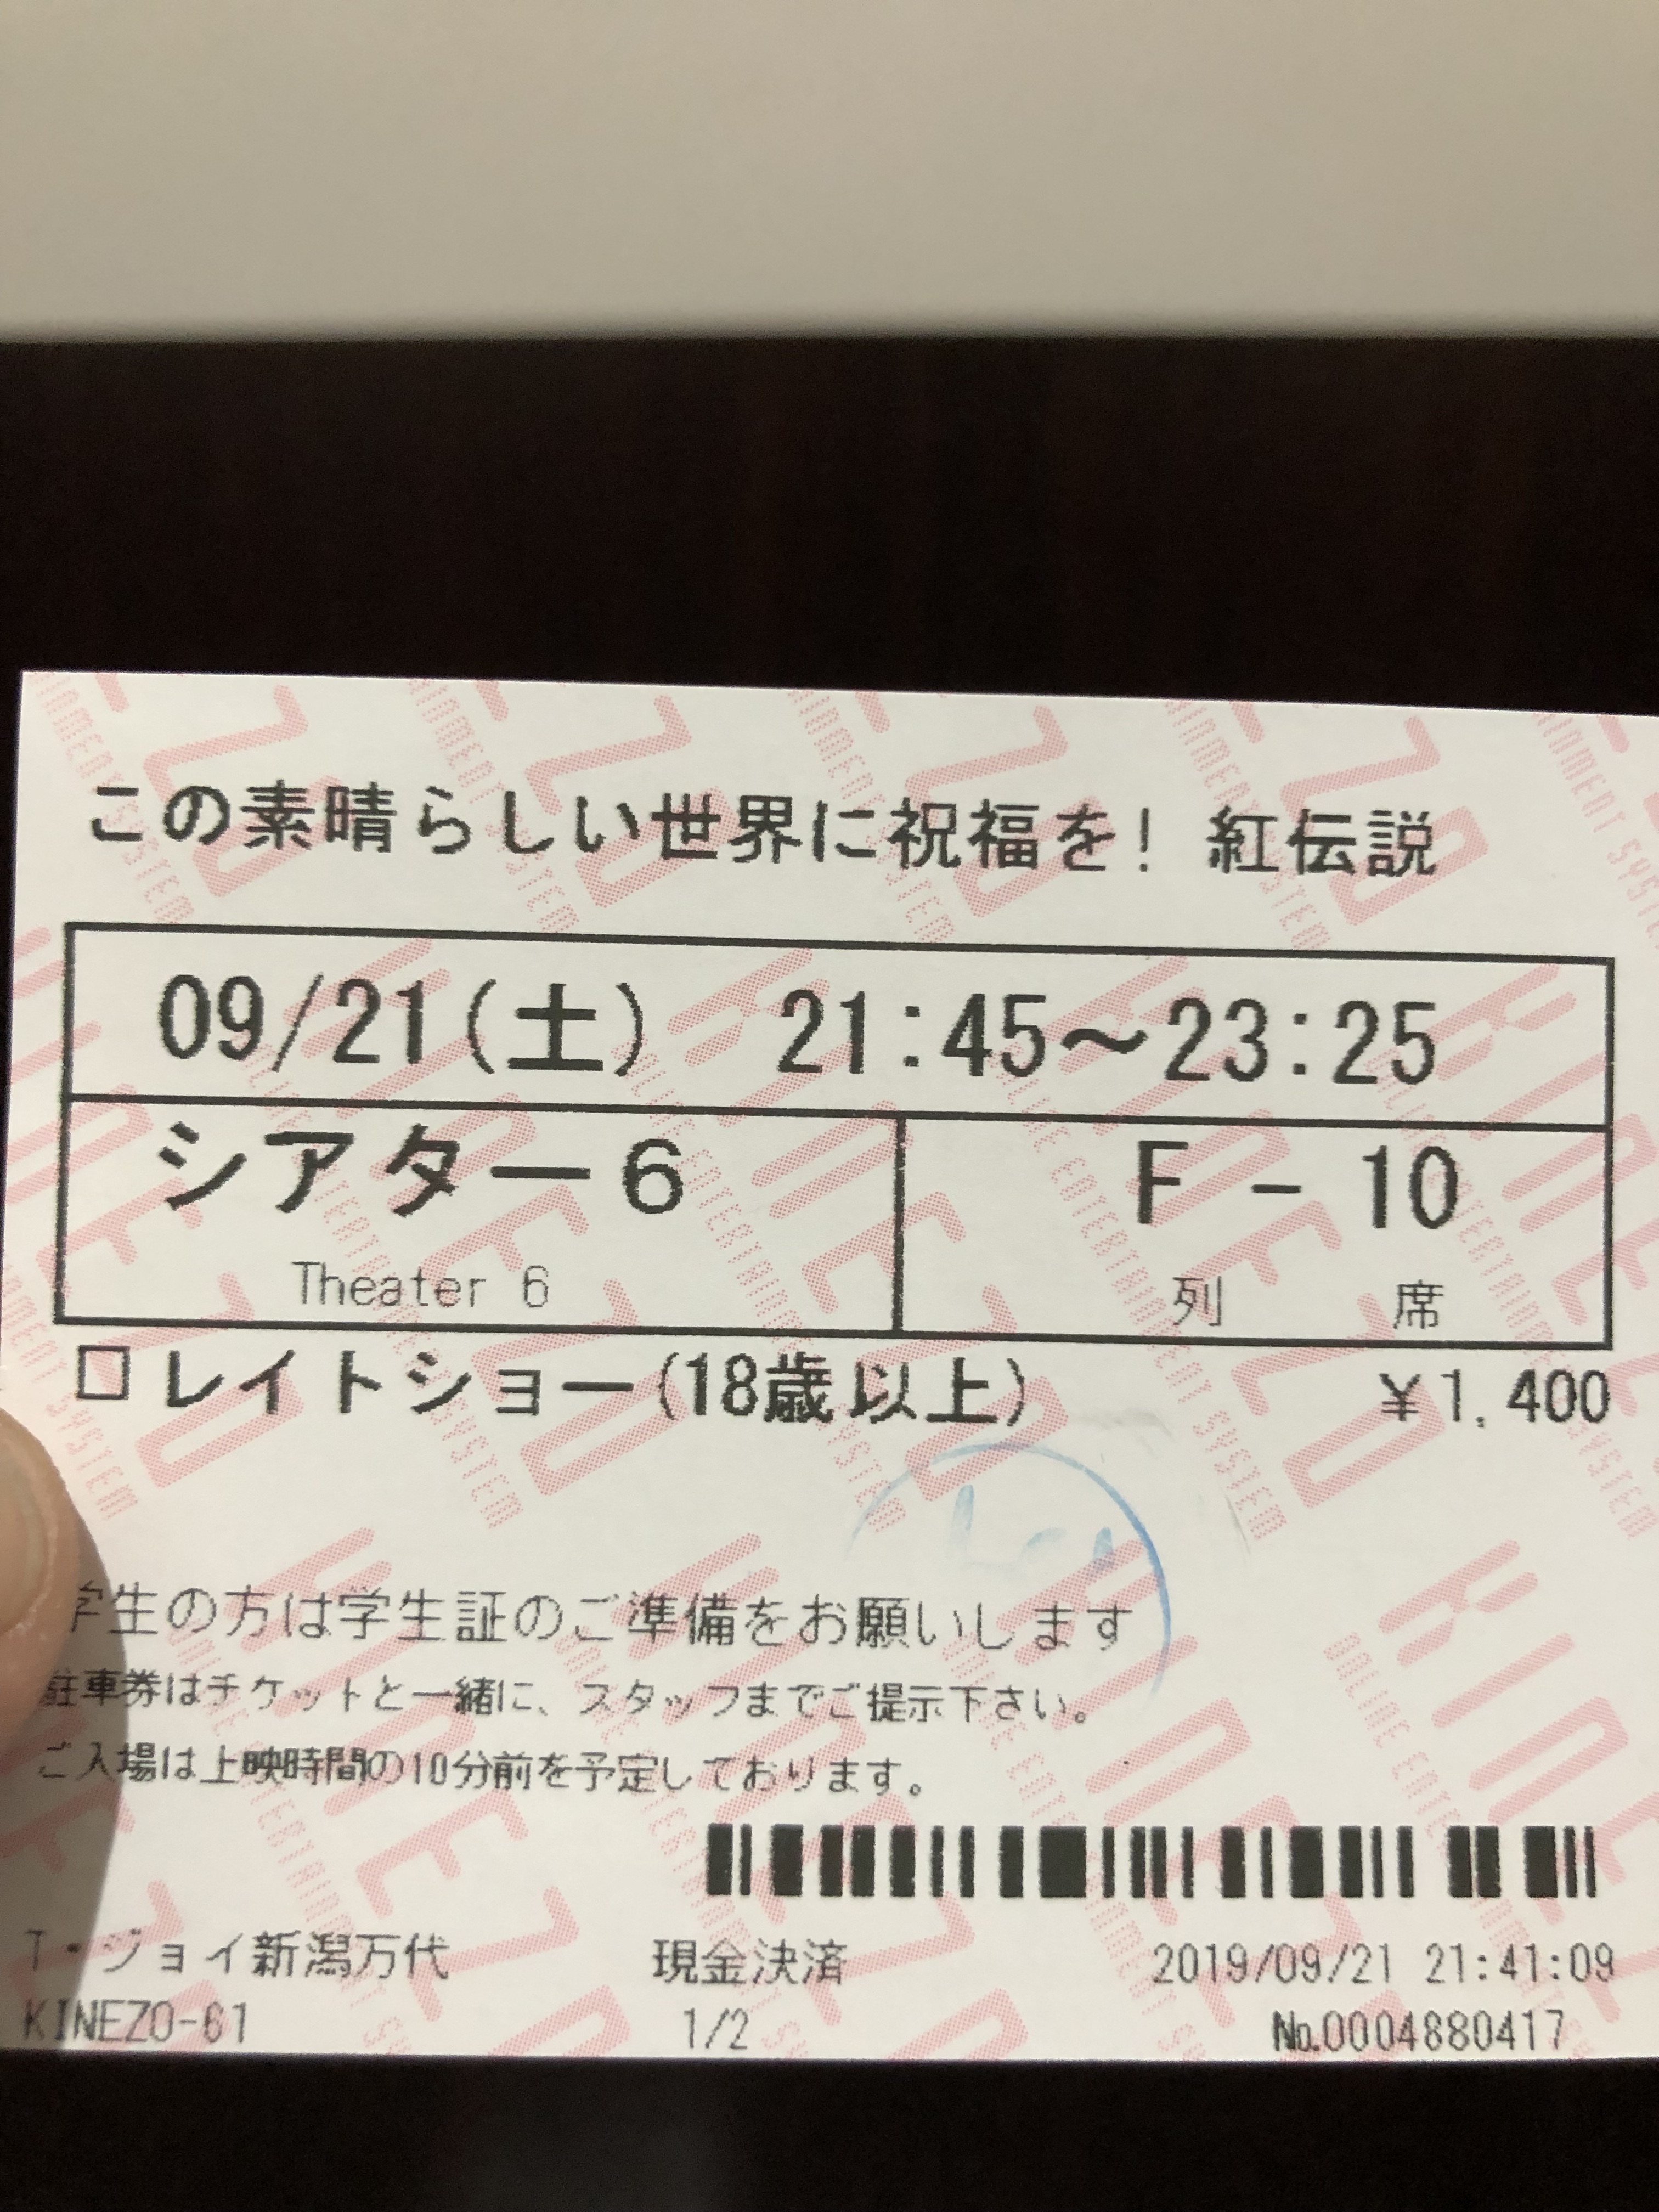 この素晴らしい世界に祝福を! 紅伝説
09/21(土) 21:45～23:25
シアター6 F - 10
Theater 6 列 席
□レイトショー(18歳以上) ¥1,400
学生の方は学生証のご準備をお願いします
駐車券はチケットと一緒に、スタッフまでご提示下さい。
ご入場は上映時間の10分前を予定しております。
T・ジョイ新潟万代 現金決済 2019/09/21 21:41:09
KINEZO-61 1/2 No.0004880417